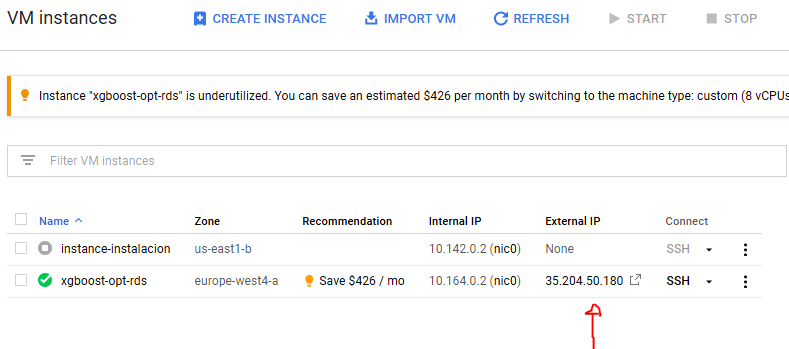 VM instances CREATE INSTANCE IMPORT VM REFRESH START STOP
Instance "xgboost-opt-rds" is underutilized. You can save an estimated $426 per month by switching to the machine type: custom (8 vCPUs
Filter VM instances
Name Zone Recommendation Internal IP External IP Connect
instance-instalacion us-east1-b 10.142.0.2 (nic0) None SSH
xgboost-opt-rds europe-west4-a Save $426 / mo 10.164.0.2 (nic0) 35.204.50.180 SSH